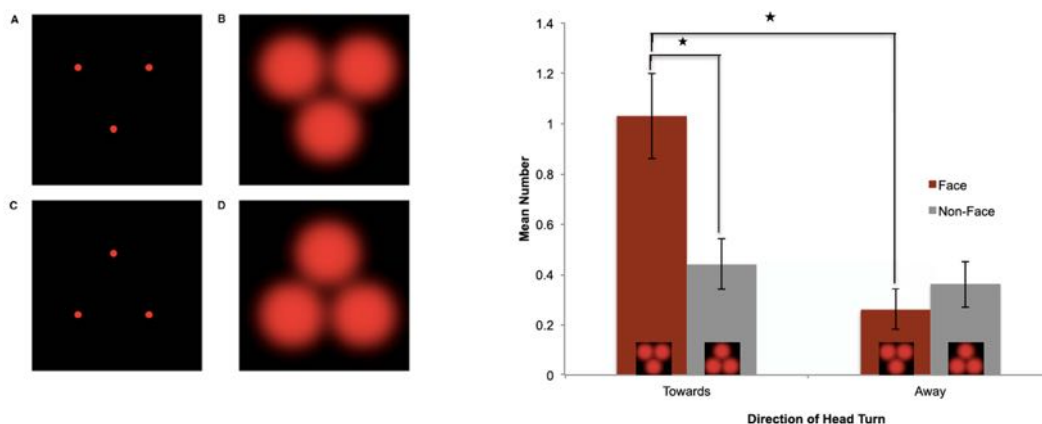 A
B
C
D
1.4
1.2
1
0.8
0.6
0.4
0.2
0
Mean Number
Face
Non-Face
Towards
Away
Direction of Head Turn